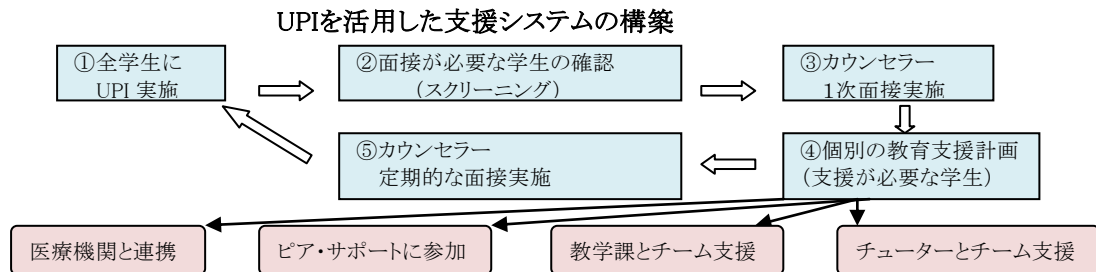 UPIを活用した支援システムの構築
①全学生に
UPI 実施
②面接が必要な学生の確認
（スクリーニング）
③カウンセラー
1次面接実施
⑤カウンセラー
定期的な面接実施
④個別の教育支援計画
（支援が必要な学生）
医療機関と連携
ピア・サポートに参加
教学課とチーム支援
チューターとチーム支援